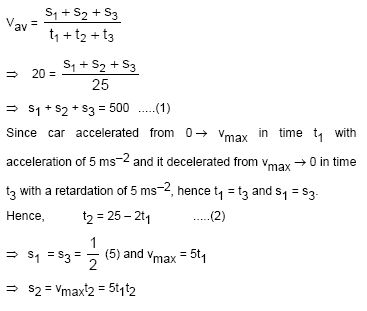 V_av = (s₁ + s₂ + s₃) / (t₁ + t₂ + t₃)
⇒ 20 = (s₁ + s₂ + s₃) / 25
⇒ s₁ + s₂ + s₃ = 500 .....(1)
Since car accelerated from 0 → v_max in time t₁ with
acceleration of 5 ms⁻² and it decelerated from v_max → 0 in time
t₃ with a retardation of 5 ms⁻², hence t₁ = t₃ and s₁ = s₃.
Hence, t₂ = 25 – 2t₁ .....(2)
⇒ s₁ = s₃ = 1/2 (5) and v_max = 5t₁
⇒ s₂ = v_max t₂ = 5t₁t₂